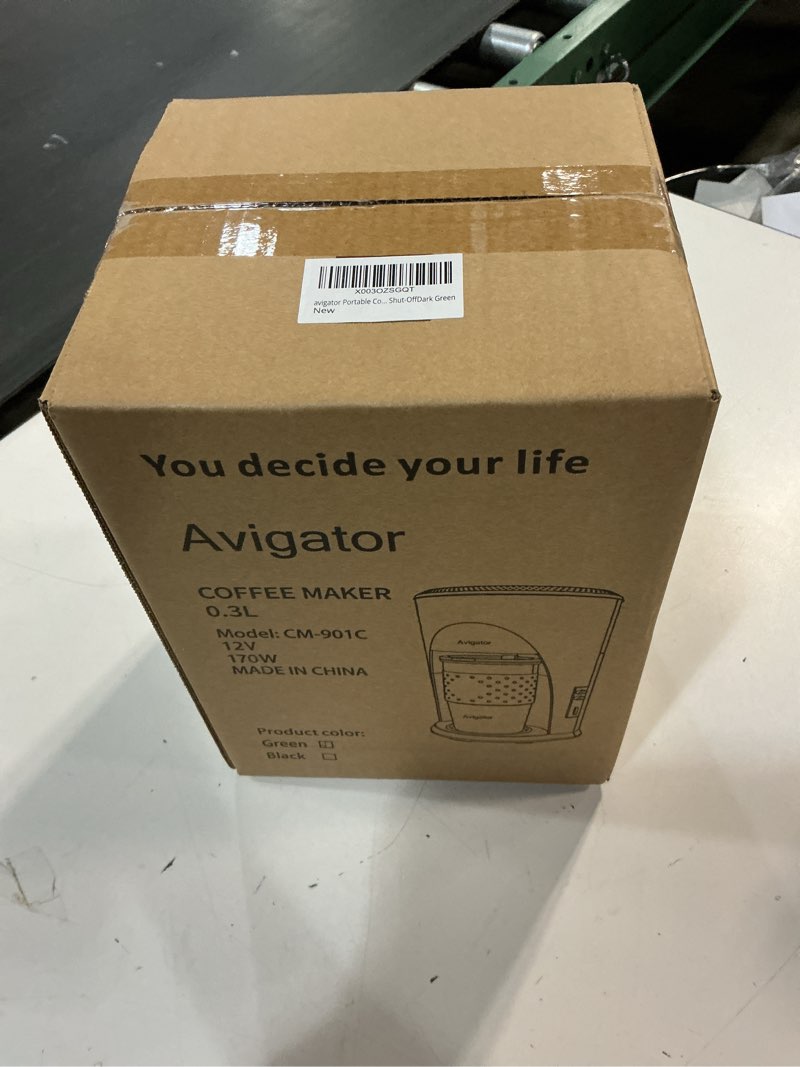 X003OZSGQT
avigator Portable Co... Shut-OffDark Green
New
You decide your life
Avigator
COFFEE MAKER
0.3L
Model: CM-901C
12V
170W
MADE IN CHINA
Avigator
Avigator
Product color:
Green
Black